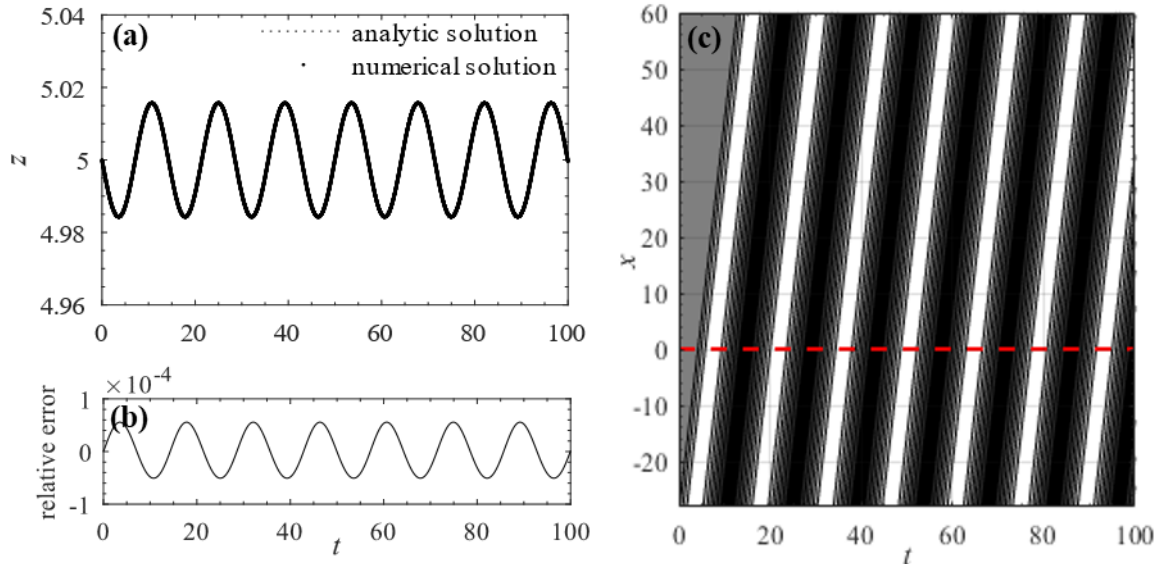 (a)
analytic solution
numerical solution
z
5.04
5.02
5
4.98
4.96
0 20 40 60 80 100
×10-4
(b)
relative error
1
0
-1
0 20 40 60 80 100
t
(c)
x
60
50
40
30
20
10
0
-10
-20
0 20 40 60 80 100
t